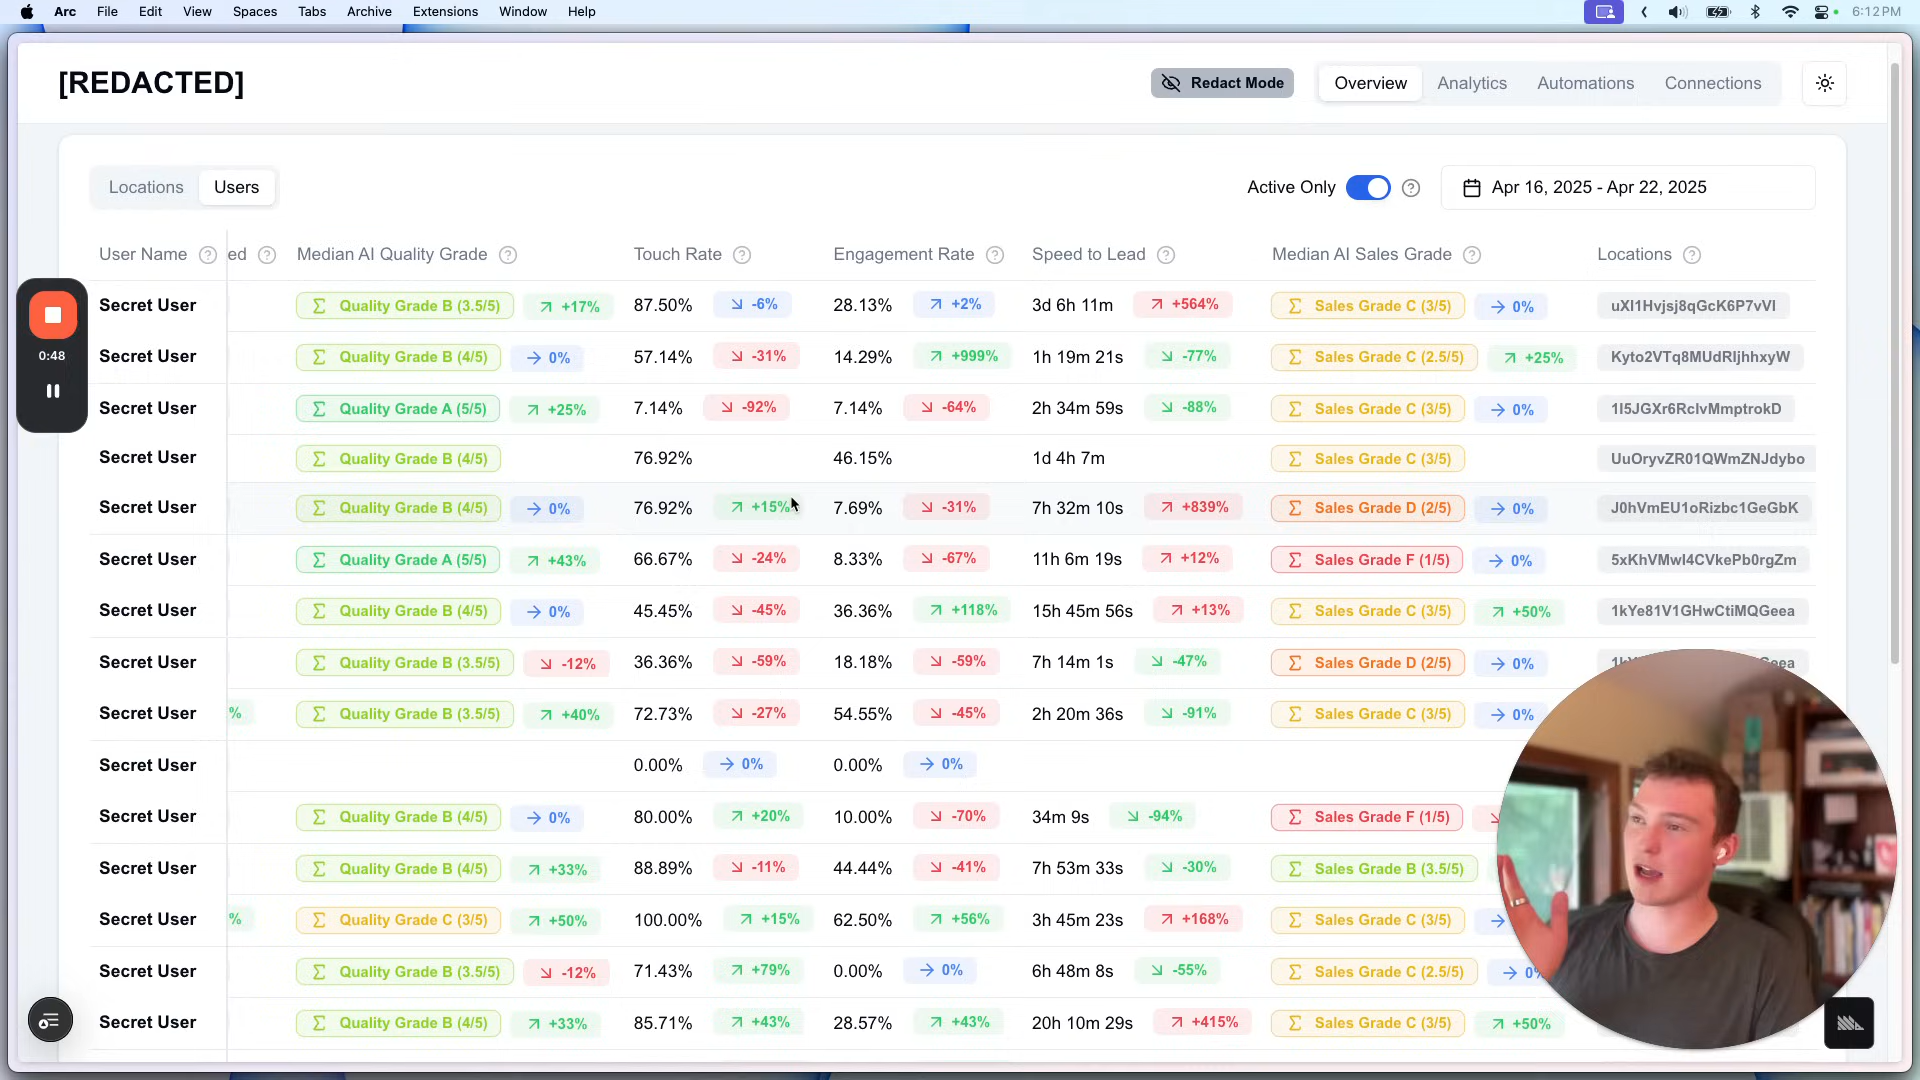 Arc File Edit View Spaces Tabs Archive Extensions Window Help 6:12 PM
[REDACTED] Redact Mode Overview Analytics Automations Connections
Locations Users Active Only Apr 16, 2025 - Apr 22, 2025
User Name ed Median AI Quality Grade Touch Rate Engagement Rate Speed to Lead Median AI Sales Grade Locations
Secret User Quality Grade B (3.5/5) +17% 87.50% -6% 28.13% +2% 3d 6h 11m +564% Sales Grade C (3/5) 0% uXI1Hvjsj8qGcK6P7vVI
Secret User Quality Grade B (4/5) 0% 57.14% -31% 14.29% +999% 1h 19m 21s -77% Sales Grade C (2.5/5) +25% Kyto2VTq8MUdRIjhhxyW
Secret User Quality Grade A (5/5) +25% 7.14% -92% 7.14% -64% 2h 34m 59s -88% Sales Grade C (3/5) 0% 1I5JGXr6RcIvMmptrokD
Secret User Quality Grade B (4/5) 76.92% 46.15% 1d 4h 7m Sales Grade C (3/5) UuOryvZR01QWmZNJdybo
Secret User Quality Grade B (4/5) 0% 76.92% +15% 7.69% -31% 7h 32m 10s +839% Sales Grade D (2/5) 0% J0hVmEU1oRizbc1GeGbK
Secret User Quality Grade A (5/5) +43% 66.67% -24% 8.33% -67% 11h 6m 19s +12% Sales Grade F (1/5) 0% 5xKhVMwI4CVkePb0rgZm
Secret User Quality Grade B (4/5) 0% 45.45% -45% 36.36% +118% 15h 45m 56s +13% Sales Grade C (3/5) +50% 1kYe81V1GHwCtiMQGeea
Secret User Quality Grade B (3.5/5) -12% 36.36% -59% 18.18% -59% 7h 14m 1s -47% Sales Grade D (2/5) 0%
Secret User % Quality Grade B (3.5/5) +40% 72.73% -27% 54.55% -45% 2h 20m 36s -91% Sales Grade C (3/5) 0%
Secret User 0.00% 0% 0.00% 0%
Secret User Quality Grade B (4/5) 0% 80.00% +20% 10.00% -70% 34m 9s -94% Sales Grade F (1/5)
Secret User Quality Grade B (4/5) +33% 88.89% -11% 44.44% -41% 7h 53m 33s -30% Sales Grade B (3.5/5)
Secret User % Quality Grade C (3/5) +50% 100.00% +15% 62.50% +56% 3h 45m 23s +168% Sales Grade C (3/5)
Secret User Quality Grade B (3.5/5) -12% 71.43% +79% 0.00% 0% 6h 48m 8s -55% Sales Grade C (2.5/5) 0%
Secret User Quality Grade B (4/5) +33% 85.71% +43% 28.57% +43% 20h 10m 29s +415% Sales Grade C (3/5) +50%
0:48